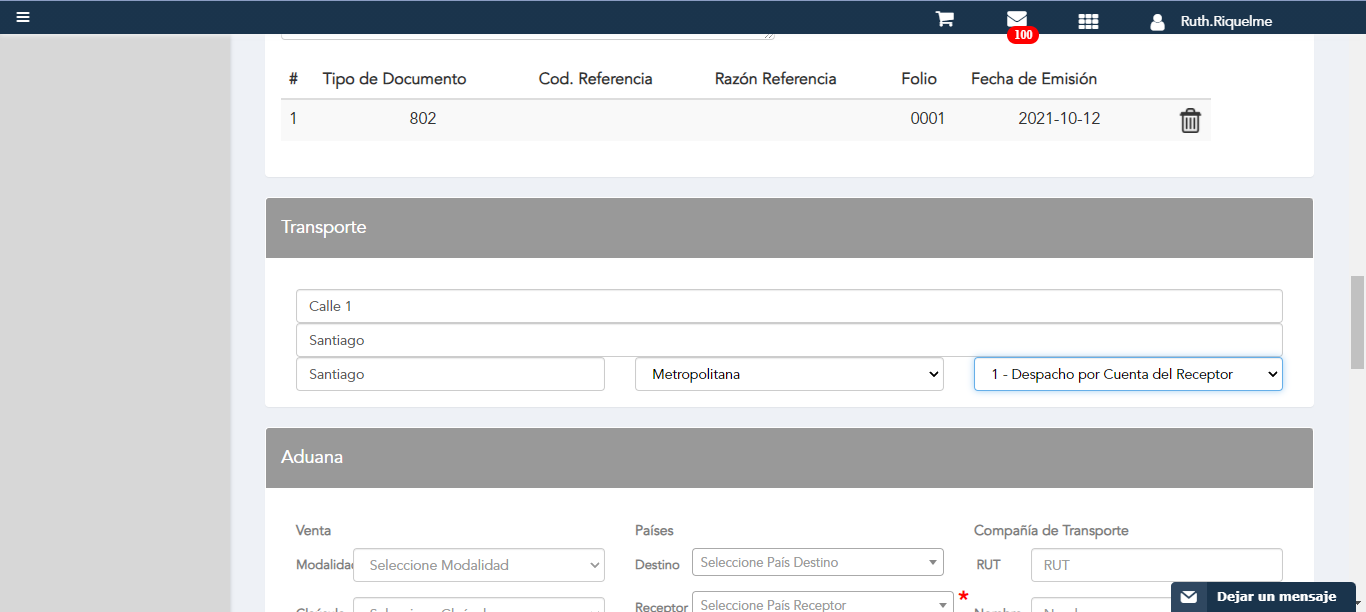 100
Ruth.Riquelme
# Tipo de Documento Cod. Referencia Razón Referencia Folio Fecha de Emisión
1 802 0001 2021-10-12
Transporte
Calle 1
Santiago
Santiago Metropolitana 1 - Despacho por Cuenta del Receptor
Aduana
Venta Países Compañía de Transporte
Modalidad Seleccione Modalidad Destino Seleccione País Destino RUT RUT
Receptor Seleccione País Receptor *
Dejar un mensaje